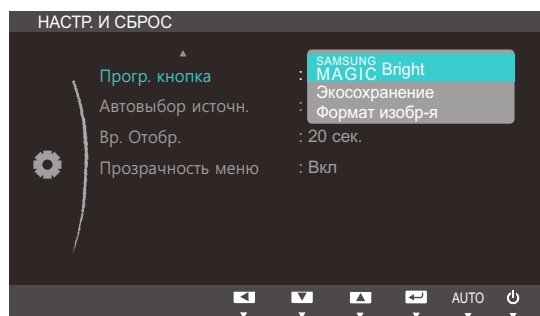 НАСТР. И СБРОС
Прогр. кнопка : SAMSUNG MAGIC Bright
Экосохранение
Автовыбор источн. : Формат изобр-я
Вр. Отобр. : 20 сек.
Прозрачность меню : Вкл
AUTO